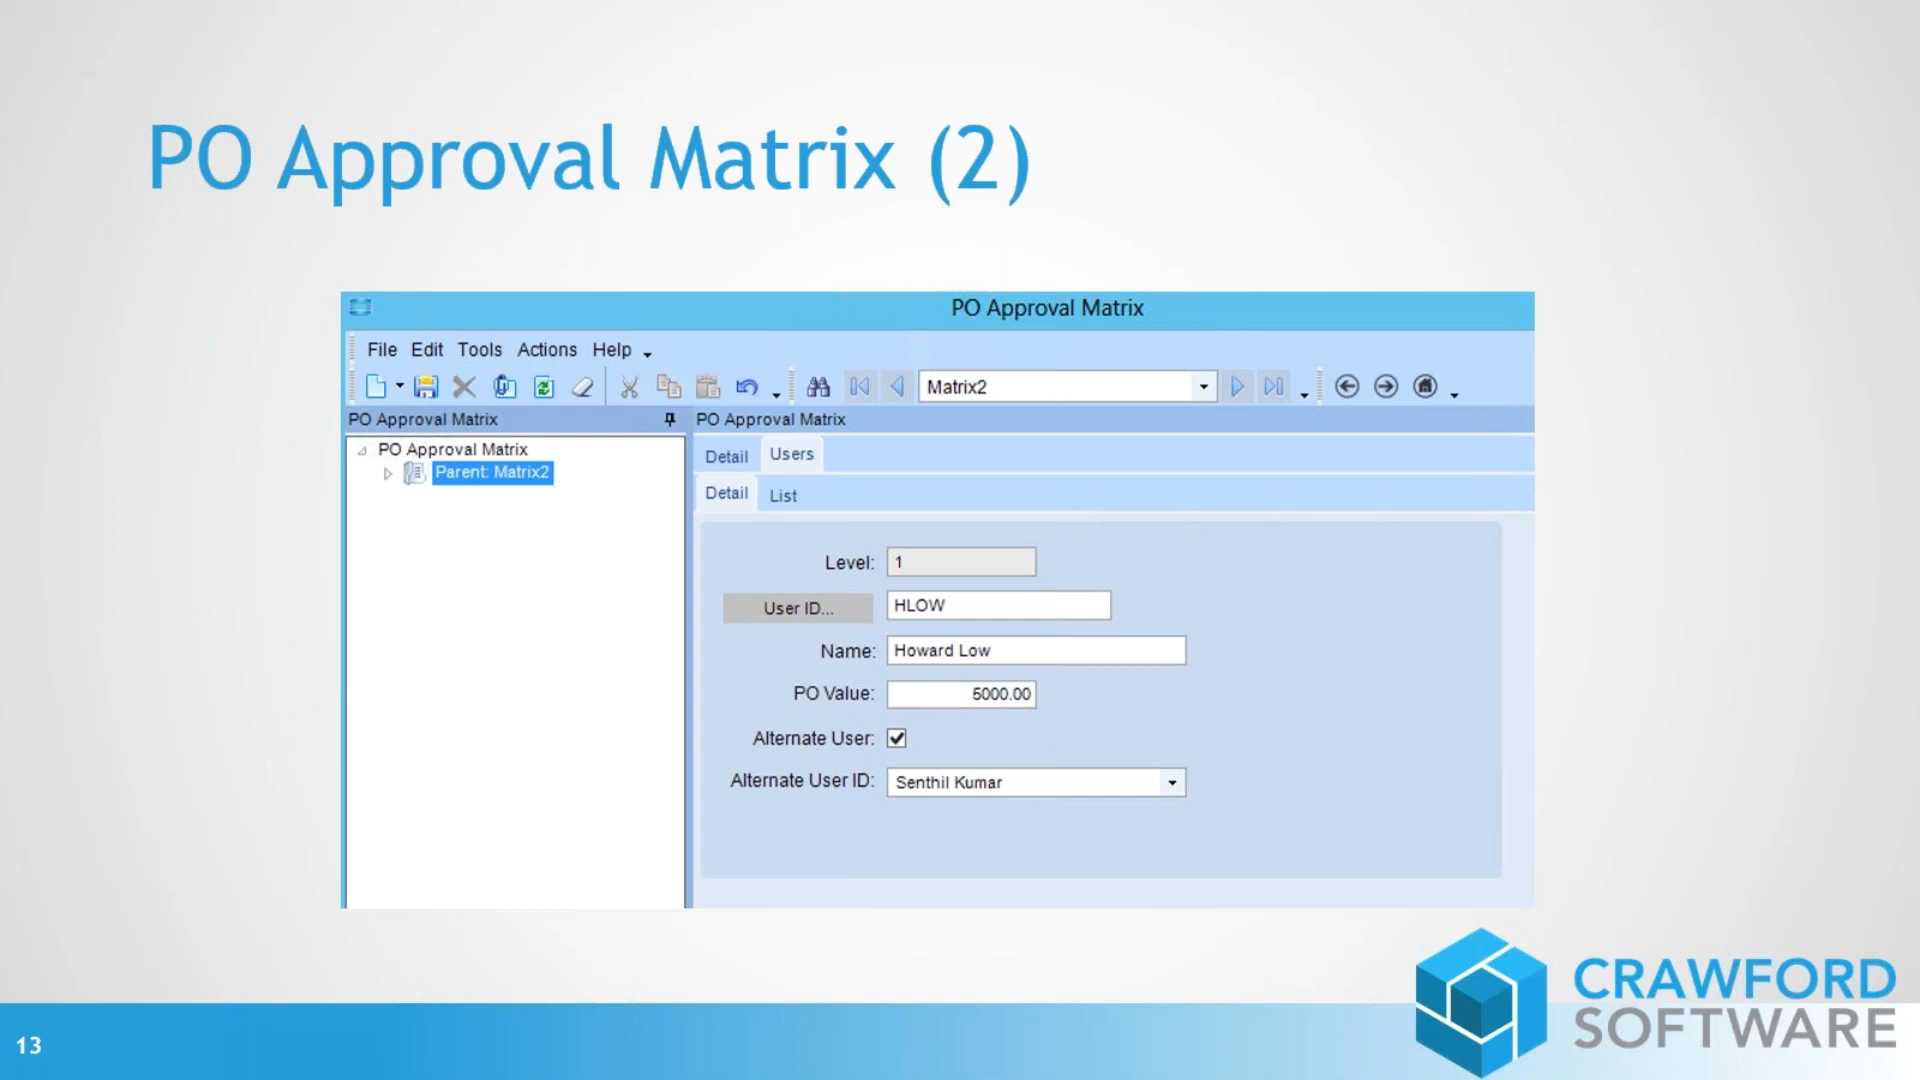 PO Approval Matrix (2)
PO Approval Matrix
File Edit Tools Actions Help
Matrix2
PO Approval Matrix
PO Approval Matrix
PO Approval Matrix
Parent: Matrix2
Detail Users
Detail List
Level: 1
User ID... HLOW
Name: Howard Low
PO Value: 5000.00
Alternate User:
Alternate User ID: Senthil Kumar
CRAWFORD
SOFTWARE
13